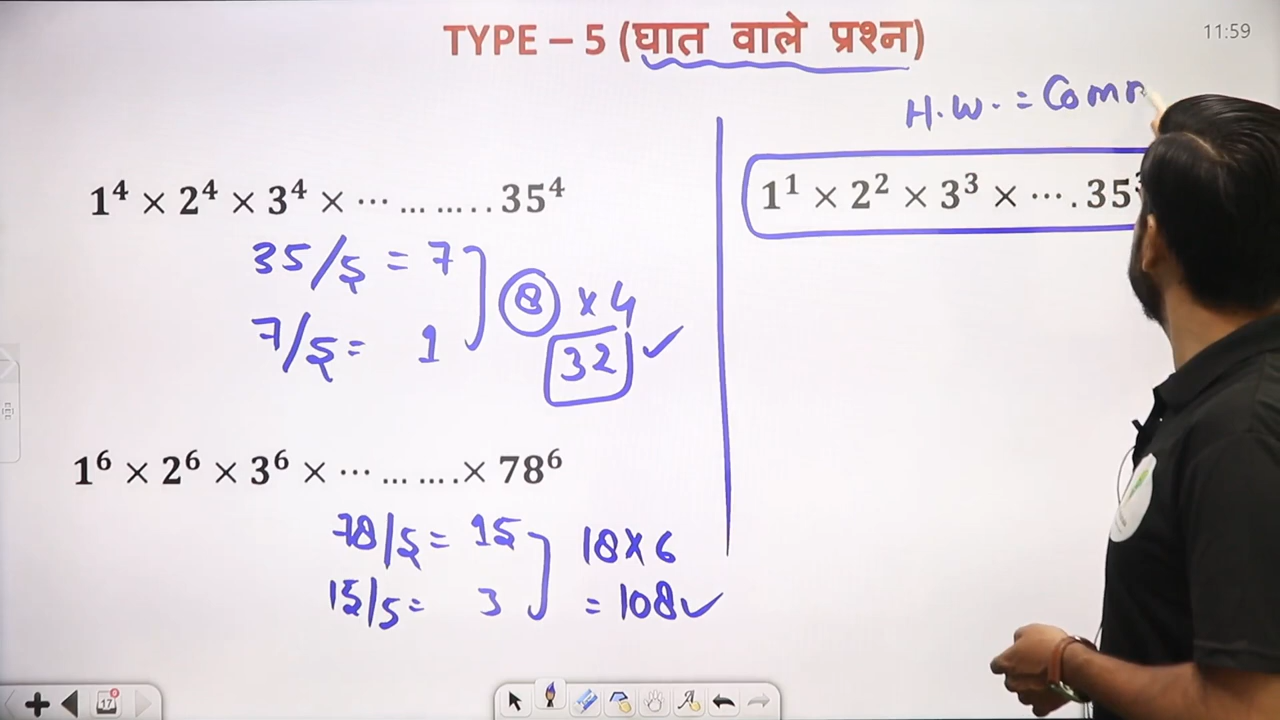 TYPE – 5 (घात वाले प्रश्न)
11:59
H.W. = Comm
1⁴ × 2⁴ × 3⁴ × ⋯ ... ... .. 35⁴
35/5 = 7
7/5 = 1
8 × 4
32 ✓
1⁶ × 2⁶ × 3⁶ × ⋯ ... ... . × 78⁶
78/5 = 15
15/5 = 3
18 × 6
= 108 ✓
1¹ × 2² × 3³ × ⋯ . 35
17